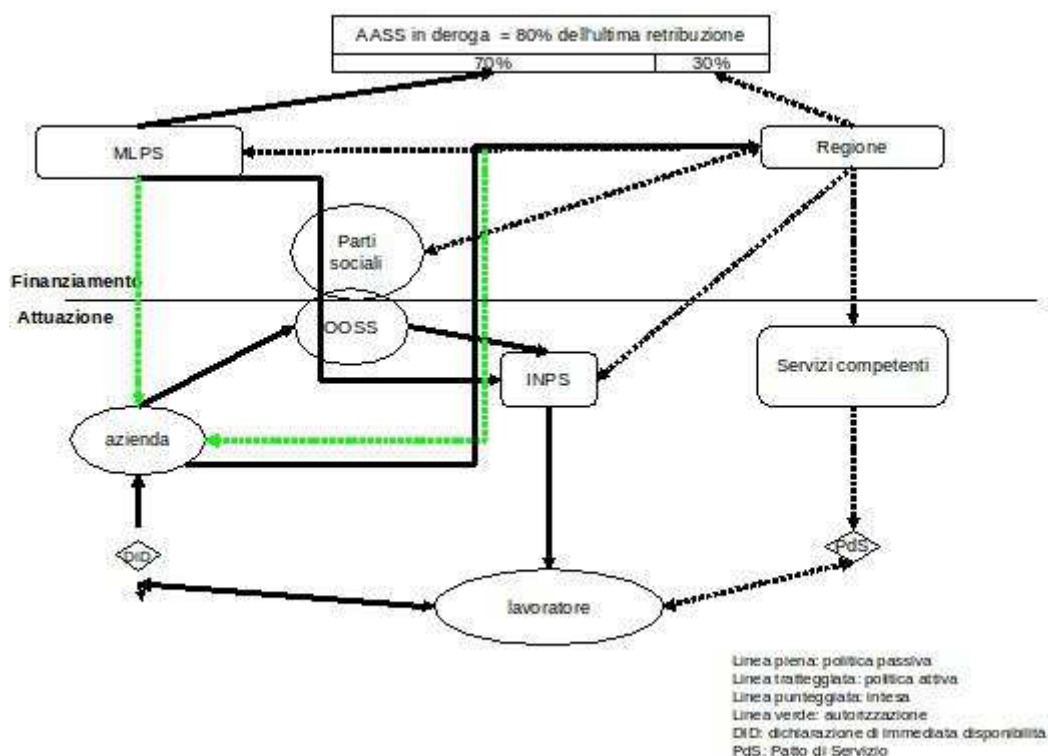 AASS in deroga = 80% dell'ultima retribuzione
70% 30%
MLPS
Regione
Parti
sociali
Finanziamento
Attuazione
OOSS
INPS
Servizi competenti
azienda
DID
PdS
lavoratore
Linea piena: politica passiva
Linea tratteggiata: politica attiva
Linea punteggiata: intesa
Linea verde: autorizzazione
DID: dichiarazione di immediata disponibilità
PdS: Patto di Servizio